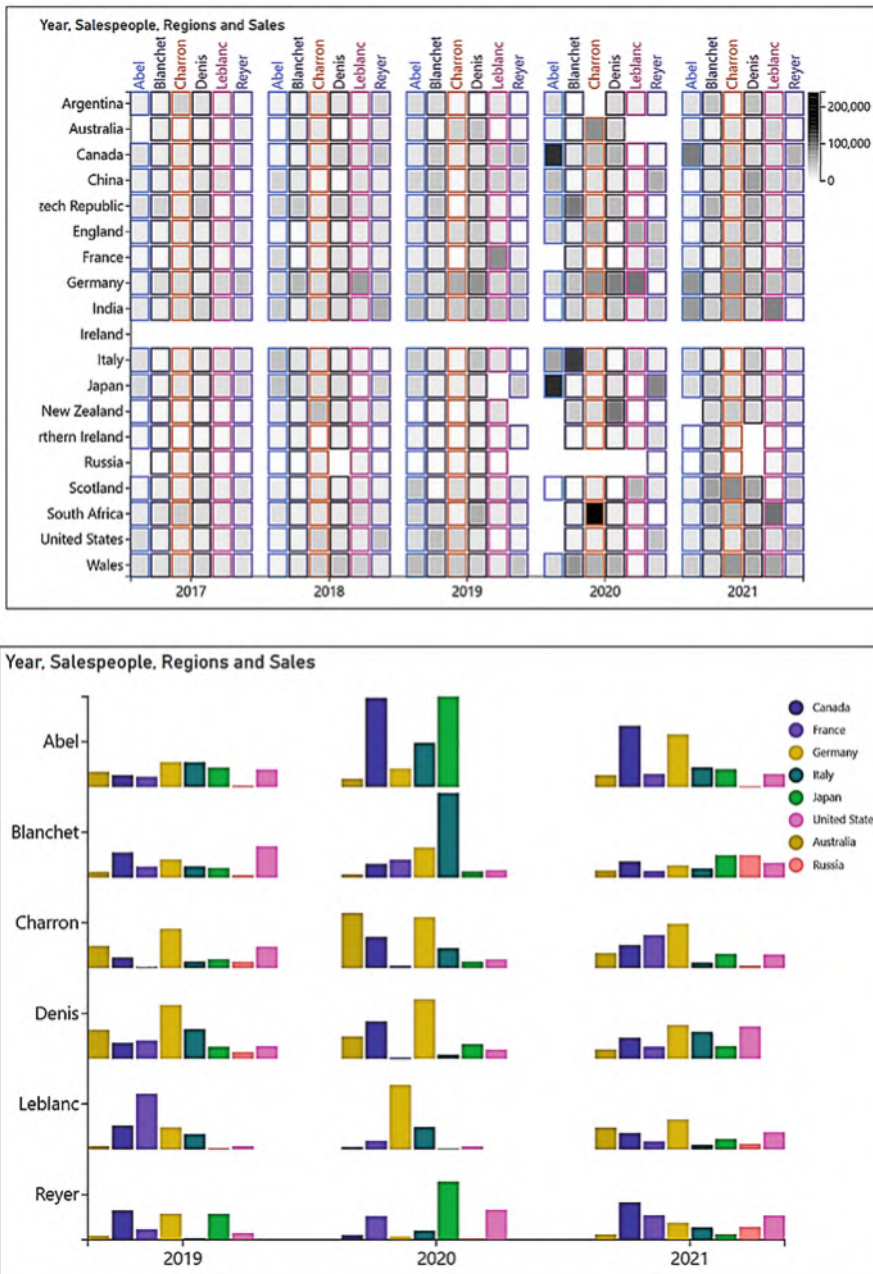 Year, Salespeople, Regions and Sales
Abel Blanchet Charron Denis Leblanc Reyer Abel Blanchet Charron Denis Leblanc Reyer Abel Blanchet Charron Denis Leblanc Reyer Abel Blanchet Charron Denis Leblanc Reyer Abel Blanchet Charron Denis Leblanc Reyer
Argentina
200,000
Australia
100,000
Canada
0
China
zech Republic
England
France
Germany
India
Ireland
Italy
Japan
New Zealand
rthern Ireland
Russia
Scotland
South Africa
United States
Wales
2017 2018 2019 2020 2021
Year, Salespeople, Regions and Sales
Canada
France
Germany
Italy
Japan
United State
Australia
Russia
Abel
Blanchet
Charron
Denis
Leblanc
Reyer
2019 2020 2021